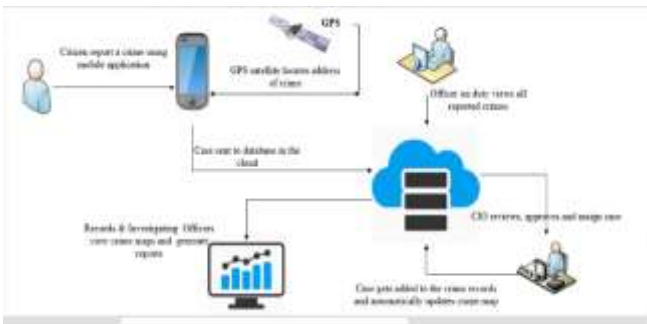 GPS
Citizen report a crime using
mobile application
GPS satellite locates address
of crime
Officer on duty views all
reported crimes
Case sent to database in the
cloud
CIO reviews, approves and assign case
Records & Investigating Officers
view crime maps and generate
reports
Case gets added to the crime records
and automatically updates crime map